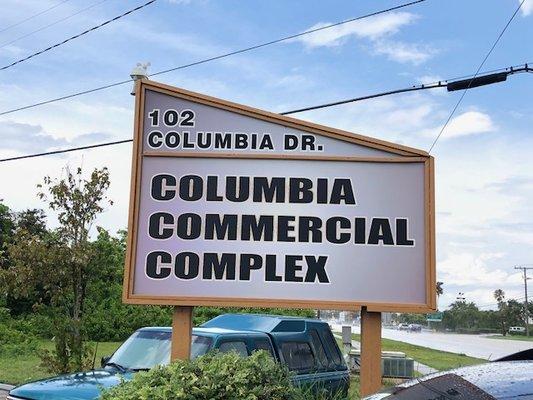 102
COLUMBIA DR.
COLUMBIA
COMMERCIAL
COMPLEX